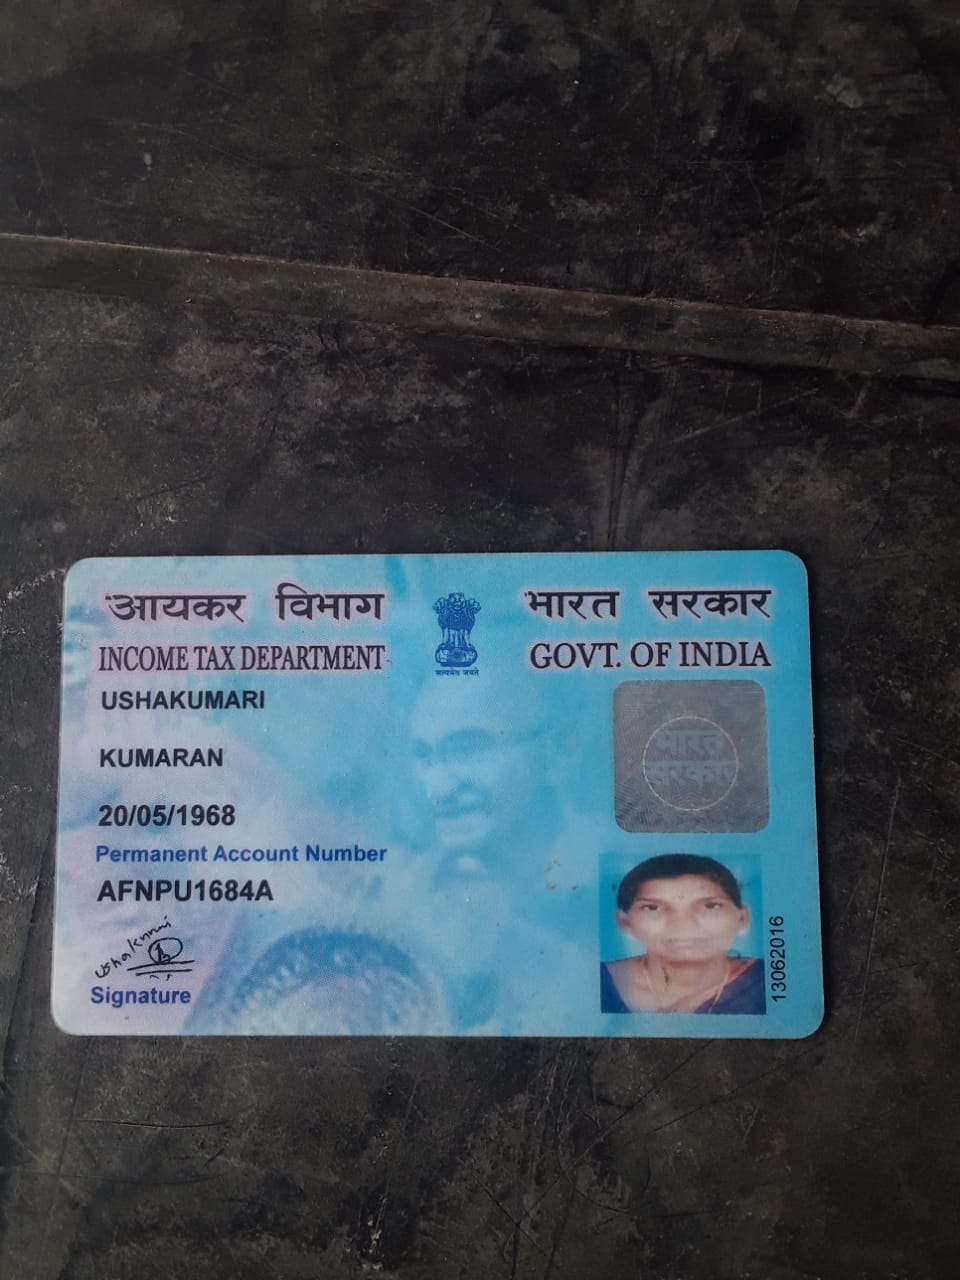 आयकर विभाग
INCOME TAX DEPARTMENT
भारत सरकार
GOVT. OF INDIA
सत्यमेव जयते
USHAKUMARI
KUMARAN
20/05/1968
Permanent Account Number
AFNPU1684A
ushakumari
Signature
भारत
सरकार
13062016